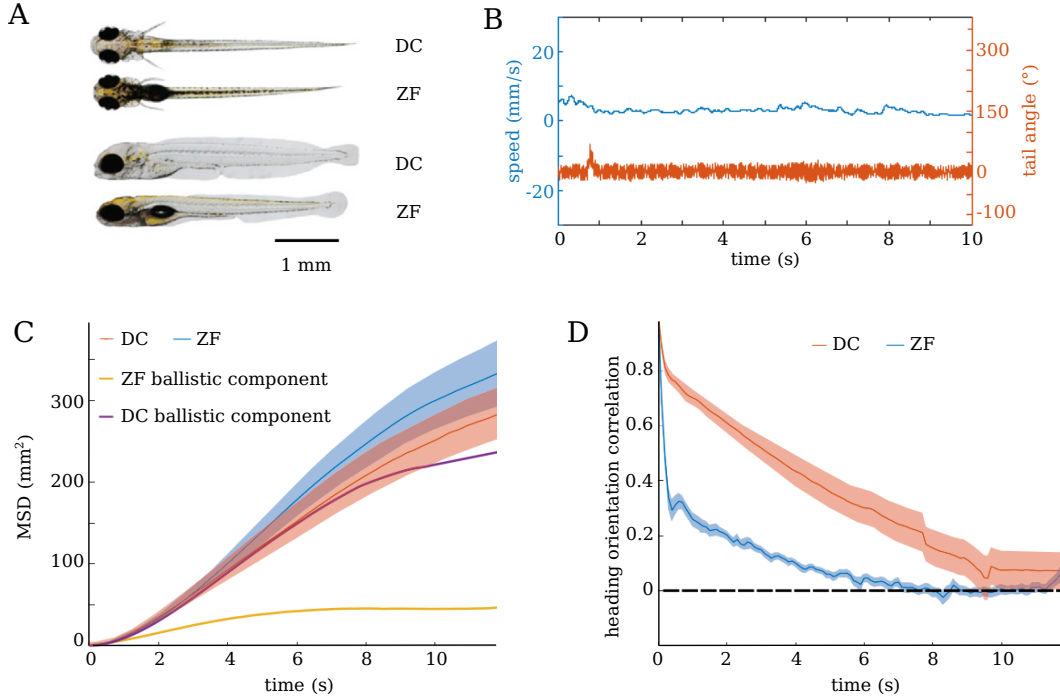 A
DC
ZF
DC
ZF
1 mm
B
speed (mm/s)
20
0
-20
tail angle (°)
300
150
0
-100
0 2 4 6 8 10
time (s)
C
DC ZF
ZF ballistic component
DC ballistic component
MSD (mm²)
300
200
100
0
0 2 4 6 8 10
time (s)
D
DC ZF
heading orientation correlation
0.8
0.6
0.4
0.2
0
0 2 4 6 8 10
time (s)